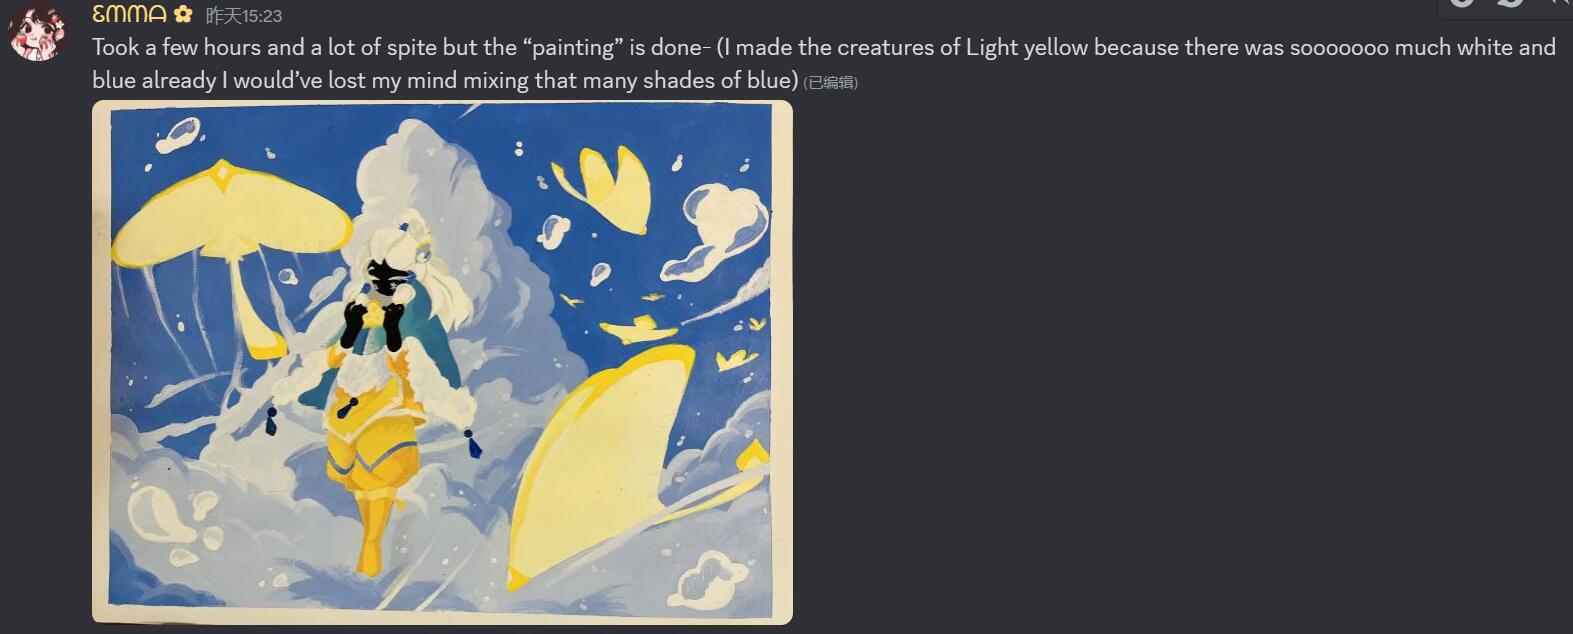 ƐMMA ✿ 昨天15:23
Took a few hours and a lot of spite but the “painting” is done- (I made the creatures of Light yellow because there was sooooooo much white and
blue already I would’ve lost my mind mixing that many shades of blue) (已编辑)